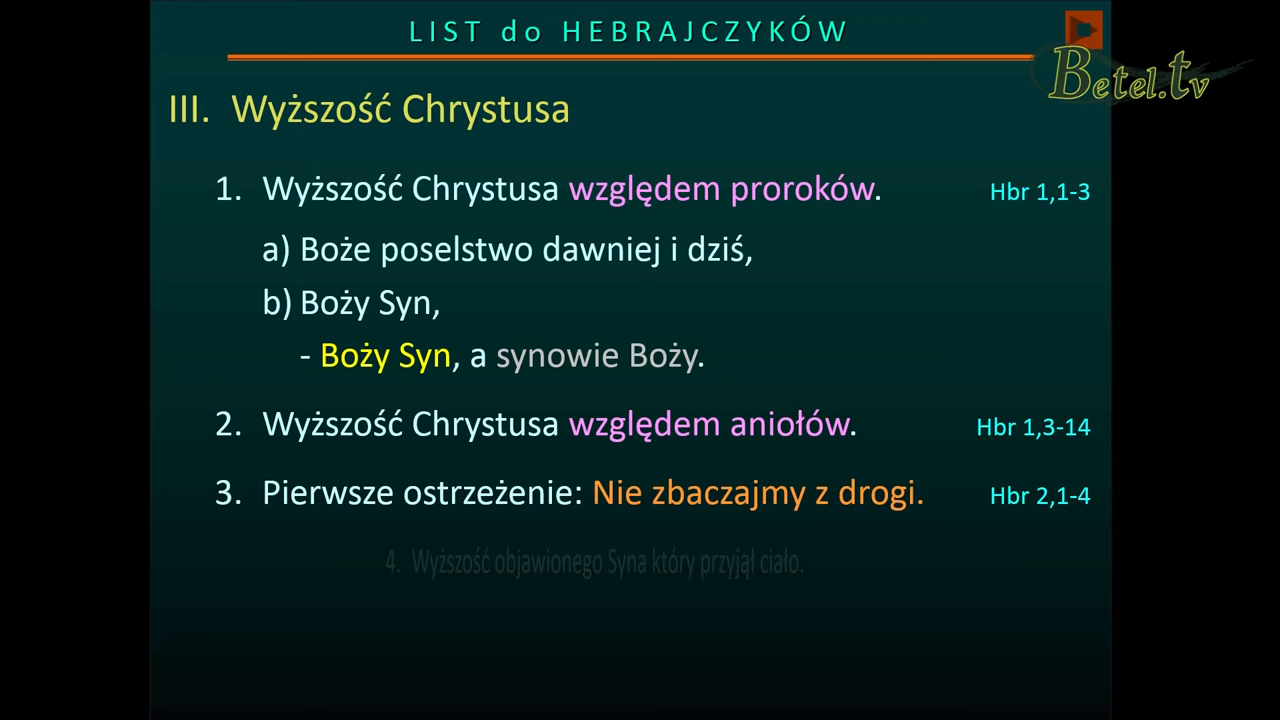 LIST do HEBRAJCZYKÓW
Betel.tv
III. Wyższość Chrystusa
1. Wyższość Chrystusa względem proroków. Hbr 1,1-3
a) Boże poselstwo dawniej i dziś,
b) Boży Syn,
- Boży Syn, a synowie Boży.
2. Wyższość Chrystusa względem aniołów. Hbr 1,3-14
3. Pierwsze ostrzeżenie: Nie zbaczajmy z drogi. Hbr 2,1-4
4. Wyższość objawionego Syna który przyjął ciało.